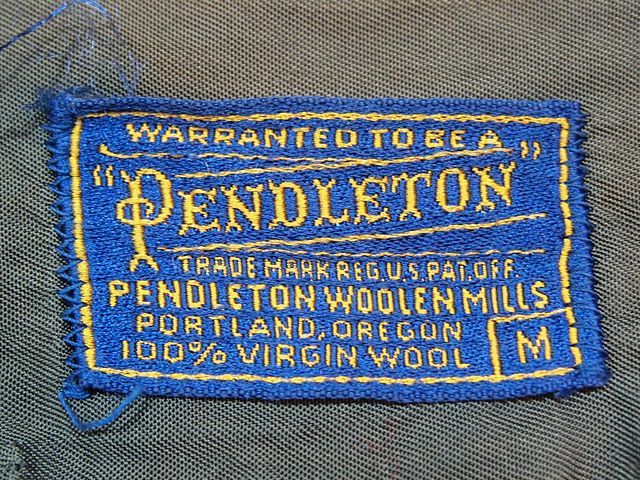 WARRANTED TO BE A
"PENDLETON"
TRADE MARK REG. U.S. PAT. OFF.
PENDLETON WOOLEN MILLS
PORTLAND, OREGON
100% VIRGIN WOOL
M